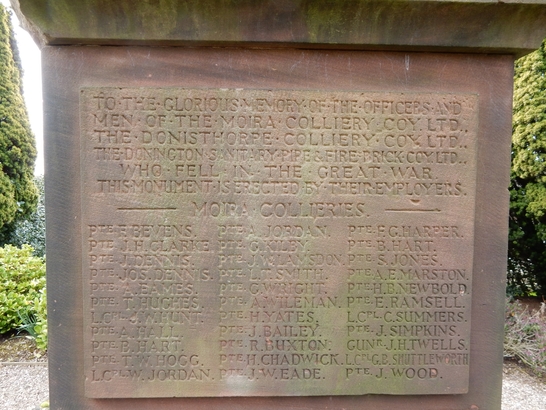 TO·THE·GLORIOUS·MEMORY·OF·THE·OFFICERS·AND
MEN·OF·THE·MOIRA·COLLIERY·COY·LTD.,
THE·DONISTHORPE·COLLIERY·COY·LTD.,
THE·DONINGTON·SANITARY·PIPE·&·FIRE·BRICK·COY·LTD.,
WHO·FELL·IN·THE·GREAT·WAR.
THIS·MONUMENT·IS·ERECTED·BY·THEIR·EMPLOYERS.
MOIRA·COLLIERIES.
PTE. F. BEVENS. PTE. A. JORDAN. PTE. F. G. HARPER.
PTE. J. H. CLARKE PTE. G. KILBY. PTE. B. HART.
PTE. J. DENNIS. PTE. J. W. PTE. S. JONES.
PTE. JOS. DENNIS. PTE. L. T. SMITH. PTE. A. E. MARSTON.
PTE. EAMES. PTE. G. WRIGHT. PTE. H. B. NEWBOLD.
PTE. T. HUGHES. PTE. A. WILEMAN. PTE. E. RAMSELL.
L.CPL. HUNT. PTE. H. YATES. L.CPL. C. SUMMERS.
PTE. A. HALL. PTE. J. BAILEY. PTE. J. SIMPKINS.
PTE. B. HART. PTE. R. BUXTON. GUNR. J. H. TWELLS.
PTE. T. W. HOGG. PTE. H. CHADWICK. L.CPL. G. B. SHUTTLEWORTH
L.CPL. W. JORDAN. PTE. J. W. EADE. PTE. J. WOOD.